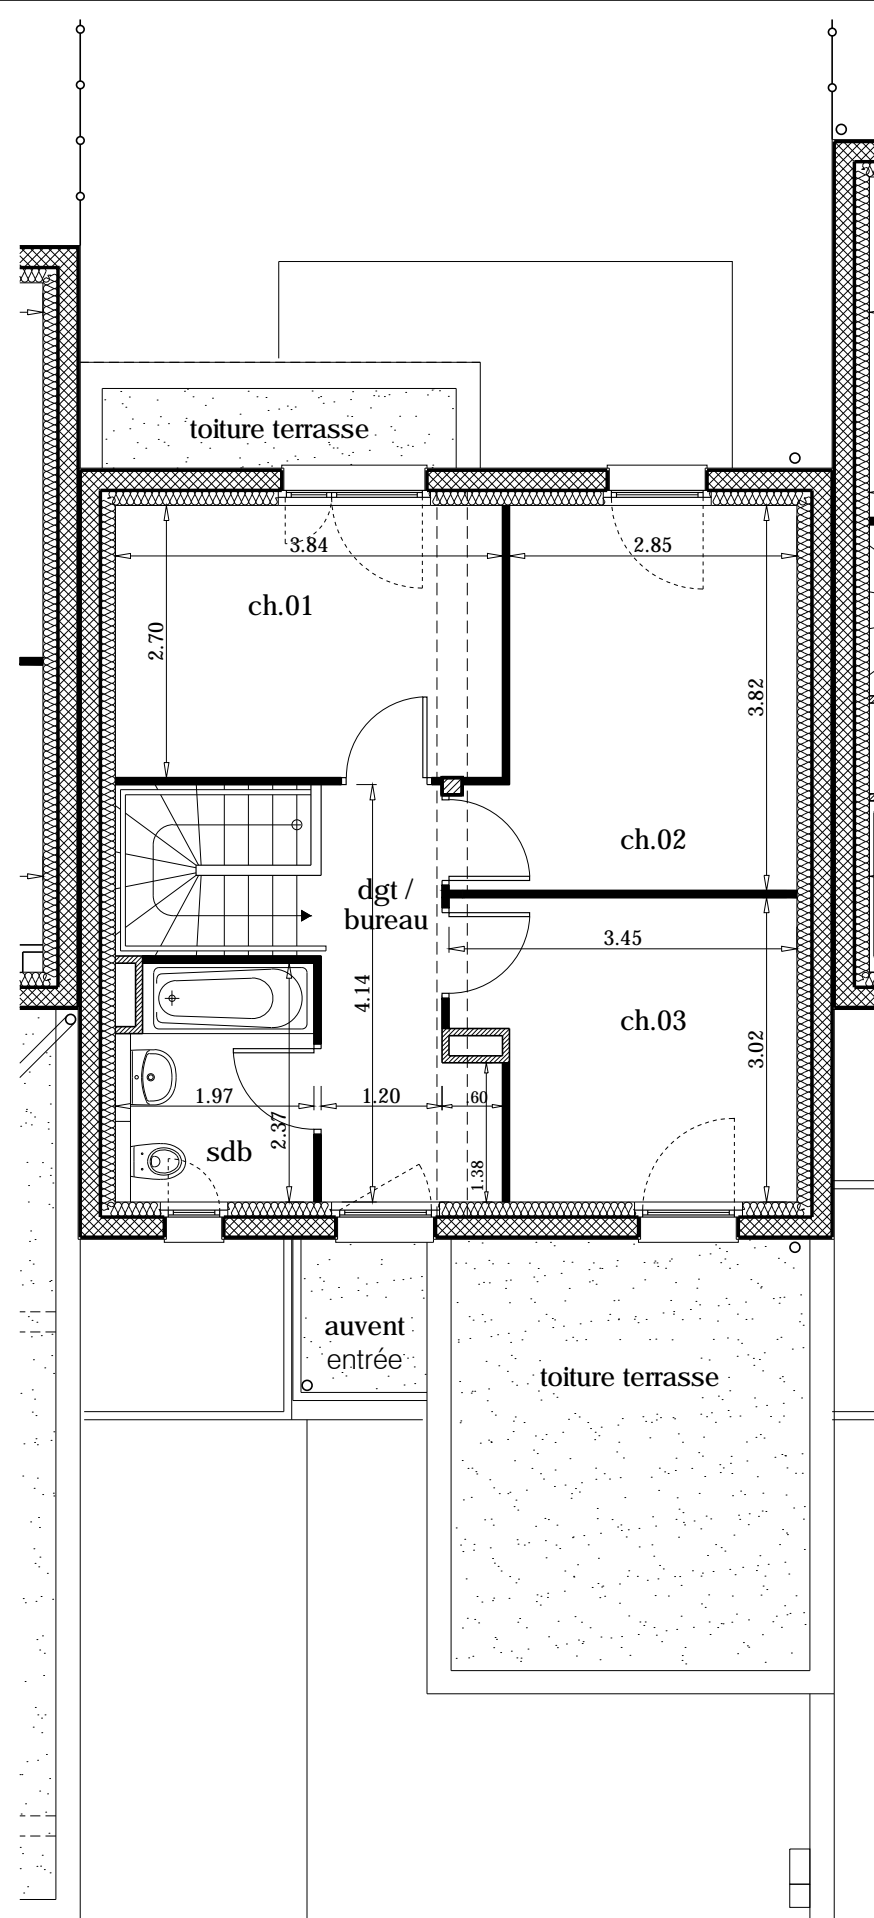 toiture terrasse
3.84
2.85
ch.01
2.70
3.82
ch.02
dgt /
bureau
3.45
4.14
ch.03
3.02
1.97
1.20
.60
2.37
sdb
1.38
auvent
entrée
toiture terrasse